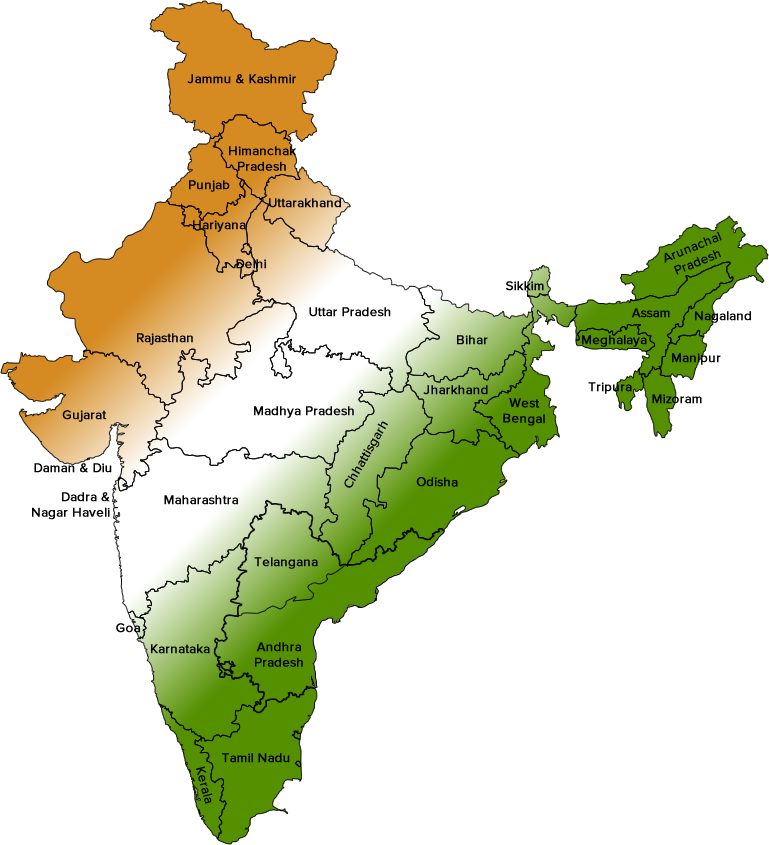 Jammu & Kashmir
Himanchak
Pradesh
Punjab
Uttarakhand
Hariyana
Delhi
Arunachal
Pradesh
Sikkim
Uttar Pradesh
Assam
Nagaland
Rajasthan
Bihar
Meghalaya
Manipur
Jharkhand
Tripura
Mizoram
Gujarat
Madhya Pradesh
West
Bengal
Chhattisgarh
Daman & Diu
Odisha
Dadra &
Nagar Haveli
Maharashtra
Telangana
Goa
Karnataka
Andhra
Pradesh
Tamil Nadu
Kerala